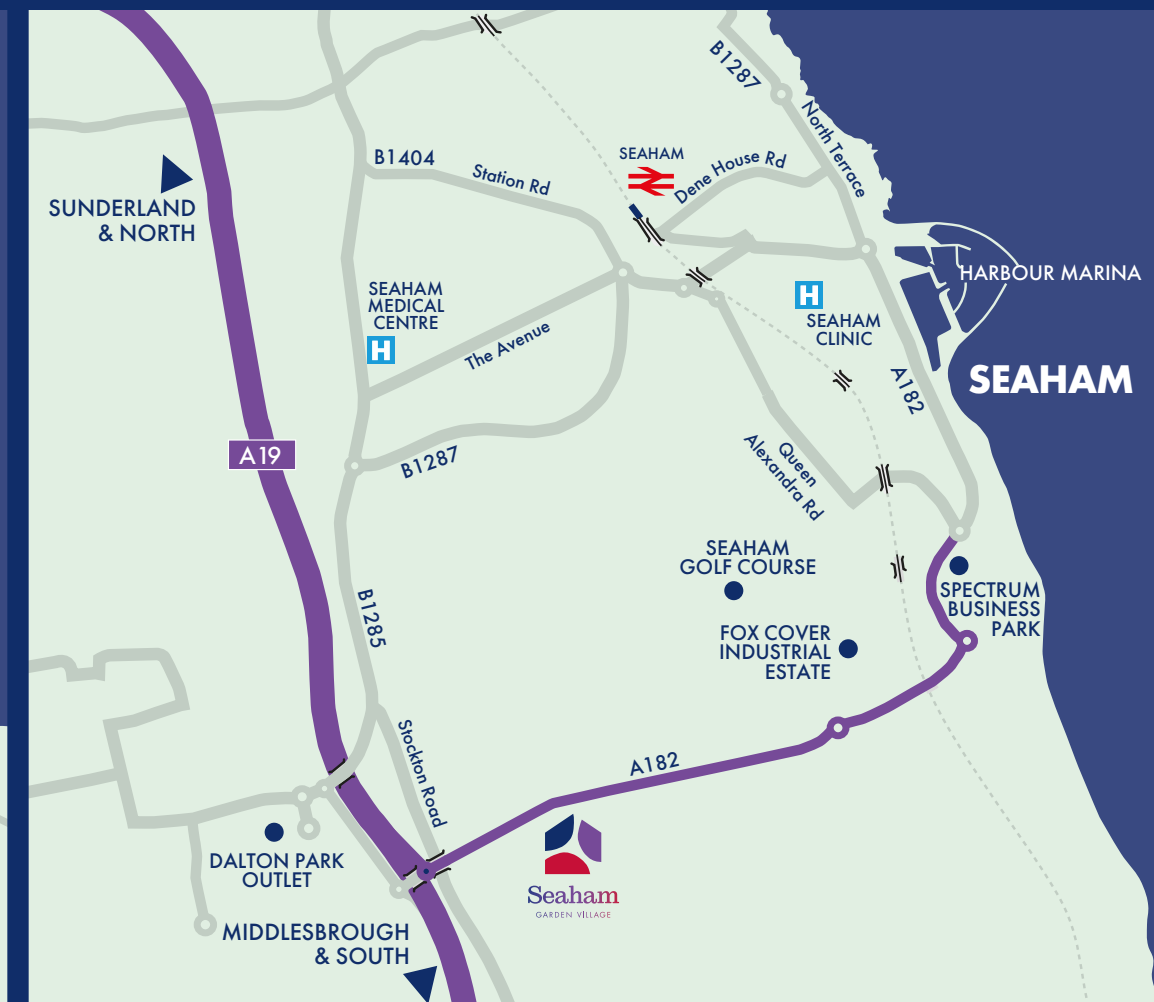 B1287
North Terrace
B1404
Station Rd
SEAHAM
Dene House Rd
SUNDERLAND
& NORTH
HARBOUR MARINA
SEAHAM
MEDICAL
CENTRE
H
H
SEAHAM
CLINIC
The Avenue
SEAHAM
A182
A19
B1287
Queen
Alexandra Rd
SEAHAM
GOLF COURSE
SPECTRUM
BUSINESS
PARK
B1285
FOX COVER
INDUSTRIAL
ESTATE
Stockton Road
A182
DALTON PARK
OUTLET
Seaham
GARDEN VILLAGE
MIDDLESBROUGH
& SOUTH